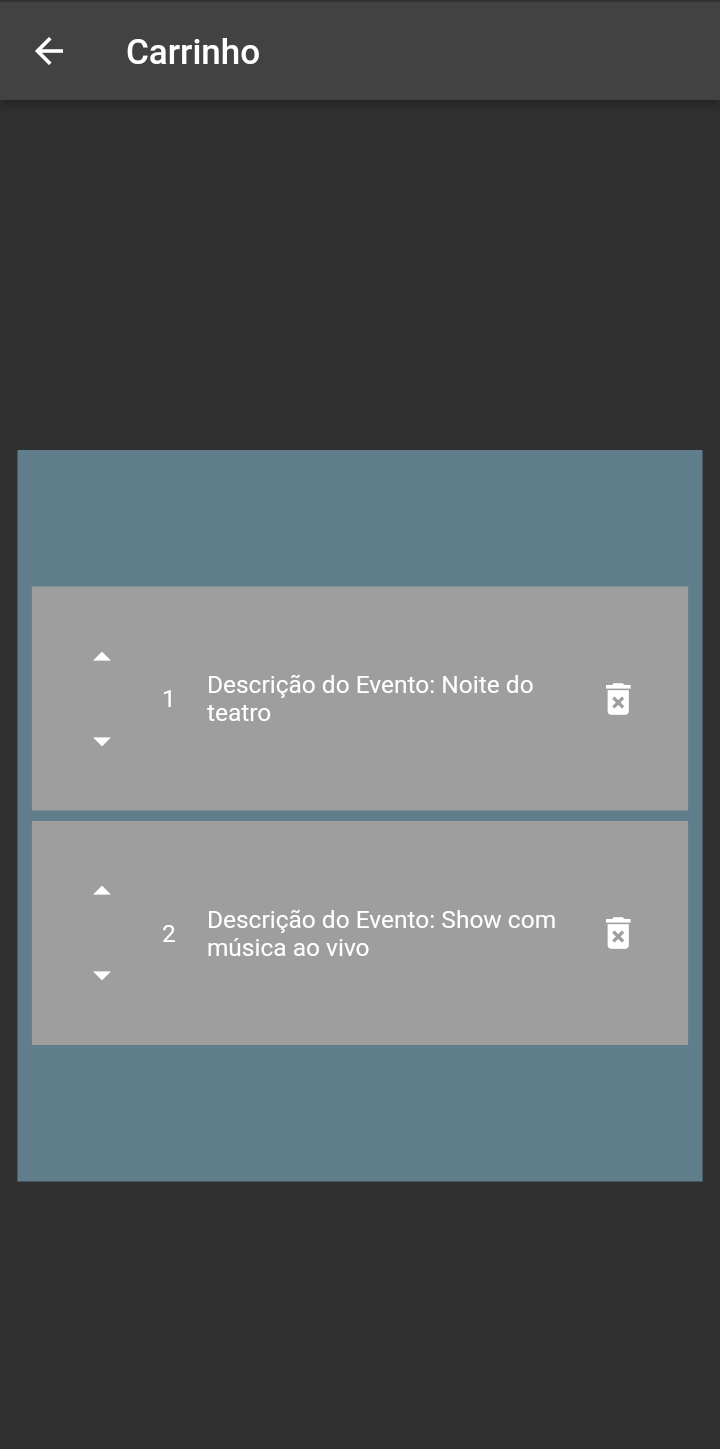 Carrinho
1
Descrição do Evento: Noite do
teatro
2
Descrição do Evento: Show com
música ao vivo